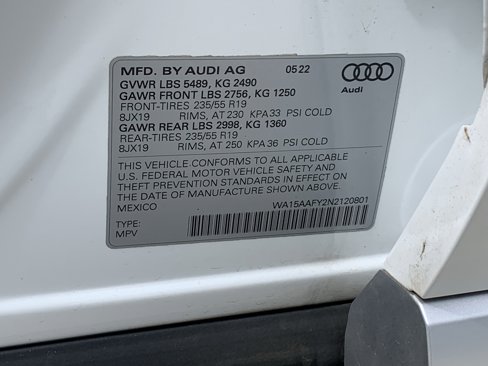 MFD. BY AUDI AG 05 22
GVWR LBS 5489, KG 2490
GAWR FRONT LBS 2756, KG 1250
FRONT-TIRES 235/55 R19
8JX19 RIMS, AT 230 KPA 33 PSI COLD
GAWR REAR LBS 2998, KG 1360
REAR-TIRES 235/55 R19
8JX19 RIMS, AT 250 KPA 36 PSI COLD
Audi
THIS VEHICLE CONFORMS TO ALL APPLICABLE
U.S. FEDERAL MOTOR VEHICLE SAFETY AND
THEFT PREVENTION STANDARDS IN EFFECT ON
THE DATE OF MANUFACTURE SHOWN ABOVE.
MEXICO WA15AAFY2N2120801
TYPE:
MPV